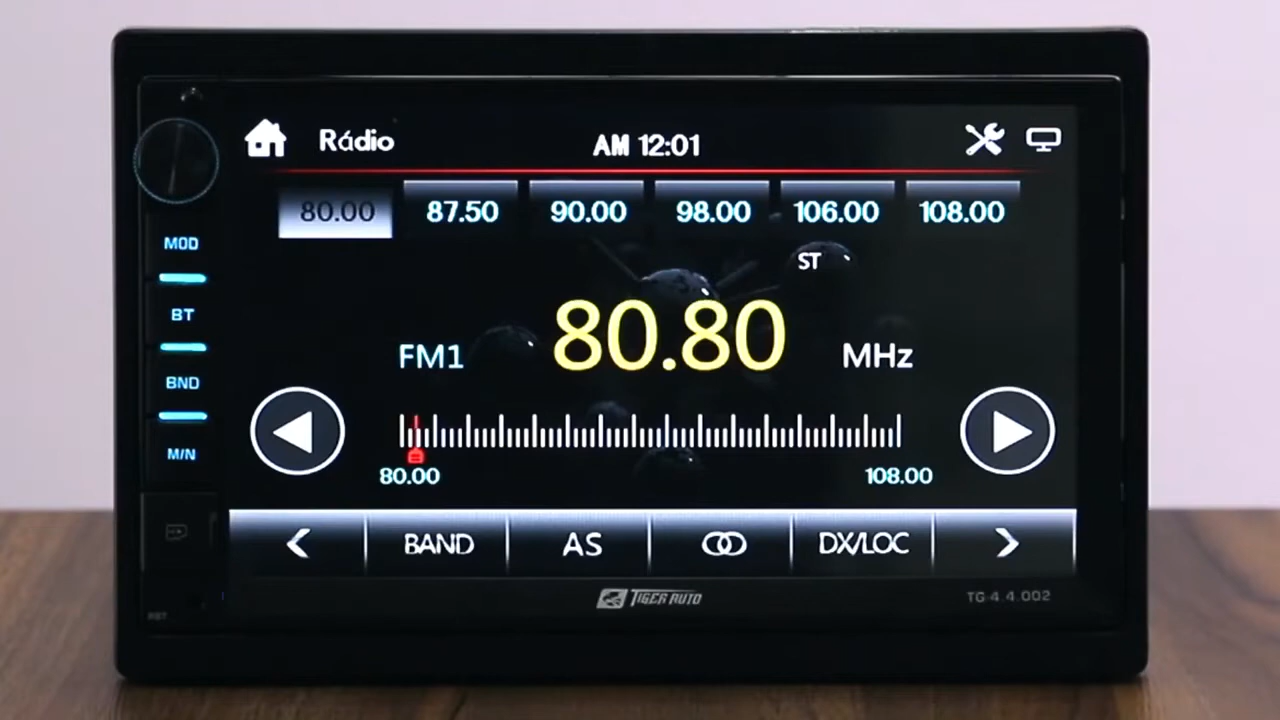 Rádio AM 12:01
80.00 87.50 90.00 98.00 106.00 108.00
ST
FM1 80.80 MHz
80.00 108.00
BAND AS DX/LOC
MOD
BT
BND
M/N
RST
TIGER AUTO
TG-4.4.002